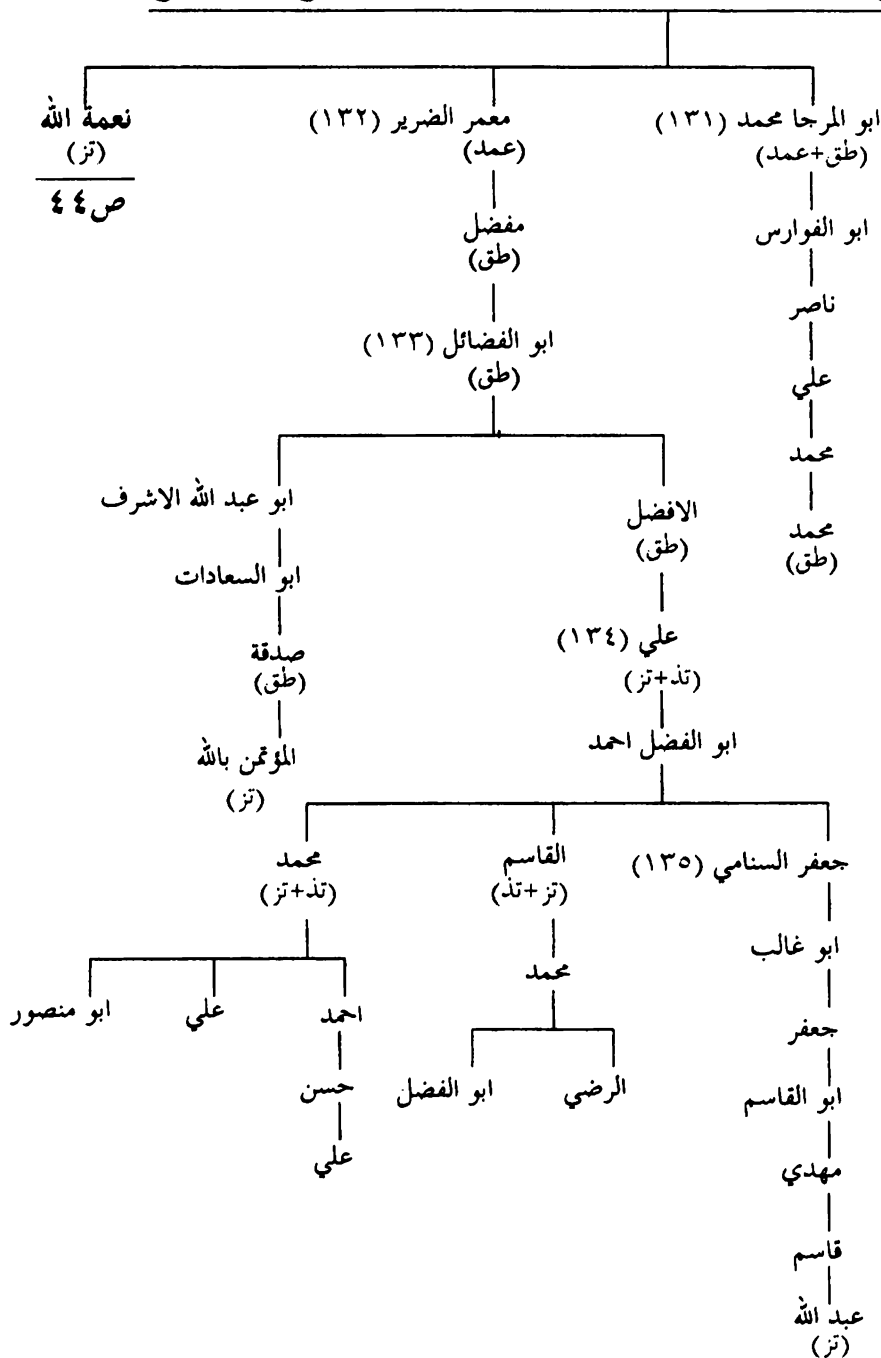 ابو المرجا محمد (١٣١) معمر الضرير (١٣٢) نعمة الله
(طق+عمد) (عمد) (تز)
ص٤٤
ابو الفوارس مفضل
(طق)
ناصر
ابو الفضائل (١٣٣)
(طق)
علي
محمد
ابو عبد الله الاشرف
الافضل
(طق)
محمد
(طق)
ابو السعادات
علي (١٣٤)
(تذ+تز)
صدقة
(طق)
ابو الفضل احمد
المؤتمن بالله
(تز)
جعفر السنامي (١٣٥) القاسم محمد
(تز+تذ) (تذ+تز)
ابو غالب
محمد
احمد علي ابو منصور
جعفر
الرضي ابو الفضل حسن
ابو القاسم
علي
مهدي
قاسم
عبد الله
(تز)